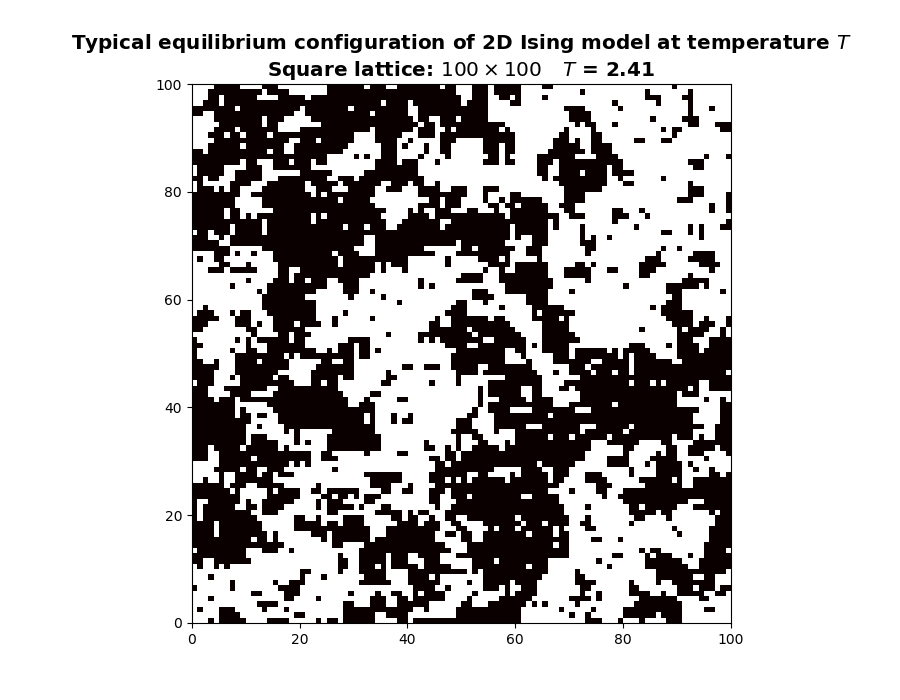 Typical equilibrium configuration of 2D Ising model at temperature T
Square lattice: 100 × 100 T = 2.41
100
80
60
40
20
0
0 20 40 60 80 100